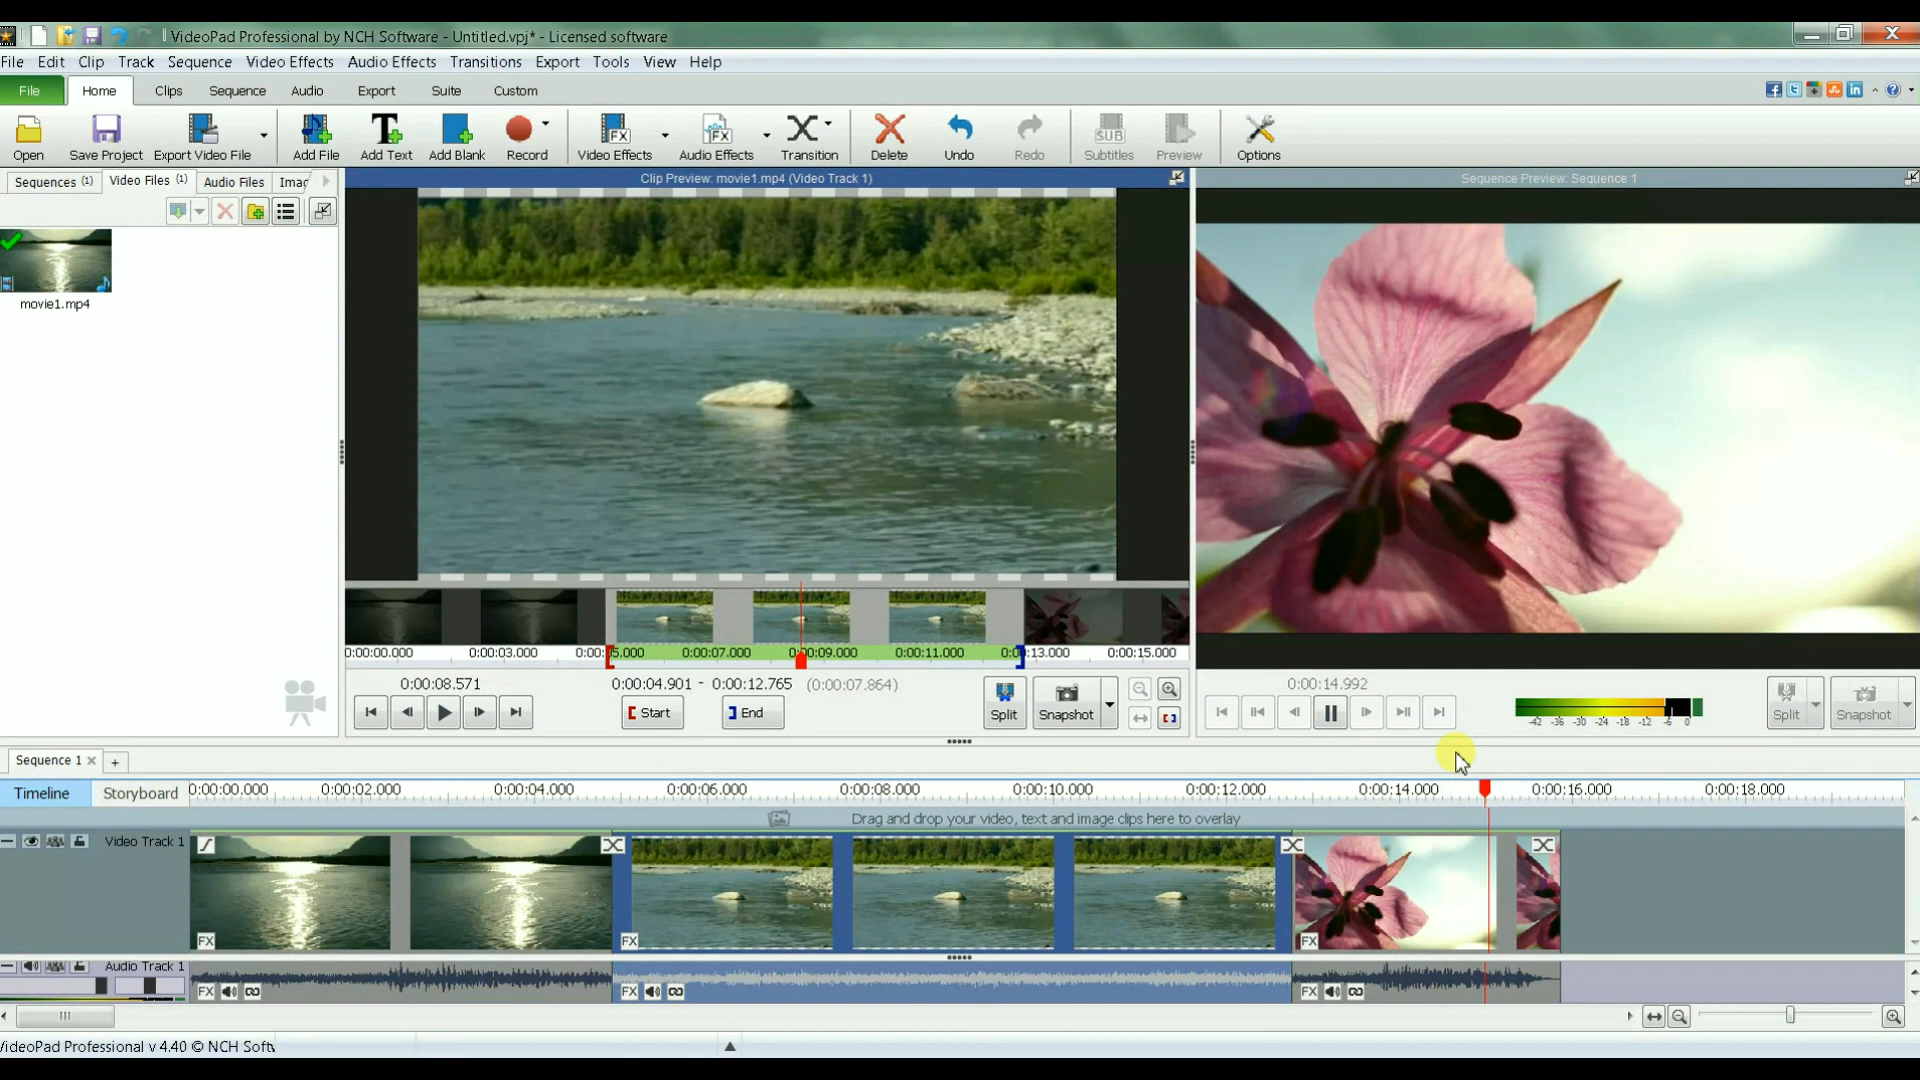 VideoPad Professional by NCH Software - Untitled.vpj* - Licensed software
File Edit Clip Track Sequence Video Effects Audio Effects Transitions Export Tools View Help
File Home Clips Sequence Audio Export Suite Custom
Open Save Project Export Video File Add File Add Text Add Blank Record Video Effects Audio Effects Transition Delete Undo Redo Subtitles Preview Options
Sequences (1) Video Files (1) Audio Files Imag
Clip Preview: movie1.mp4 (Video Track 1)
Sequence Preview: Sequence 1
movie1.mp4
0:00:00.000 0:00:03.000 0:00:05.000 0:00:07.000 0:00:09.000 0:00:11.000 0:00:13.000 0:00:15.000
0:00:08.571 0:00:04.901 - 0:00:12.765 (0:00:07.864)
Start End Split Snapshot
0:00:14.992
-42 -36 -30 -24 -18 -12 -6 0
Split Snapshot
Sequence 1
Timeline Storyboard
0:00:00.000 0:00:02.000 0:00:04.000 0:00:06.000 0:00:08.000 0:00:10.000 0:00:12.000 0:00:14.000 0:00:16.000 0:00:18.000
Drag and drop your video, text and image clips here to overlay
Video Track 1
FX FX FX
Audio Track 1
FX FX FX
VideoPad Professional v 4.40 © NCH Softw